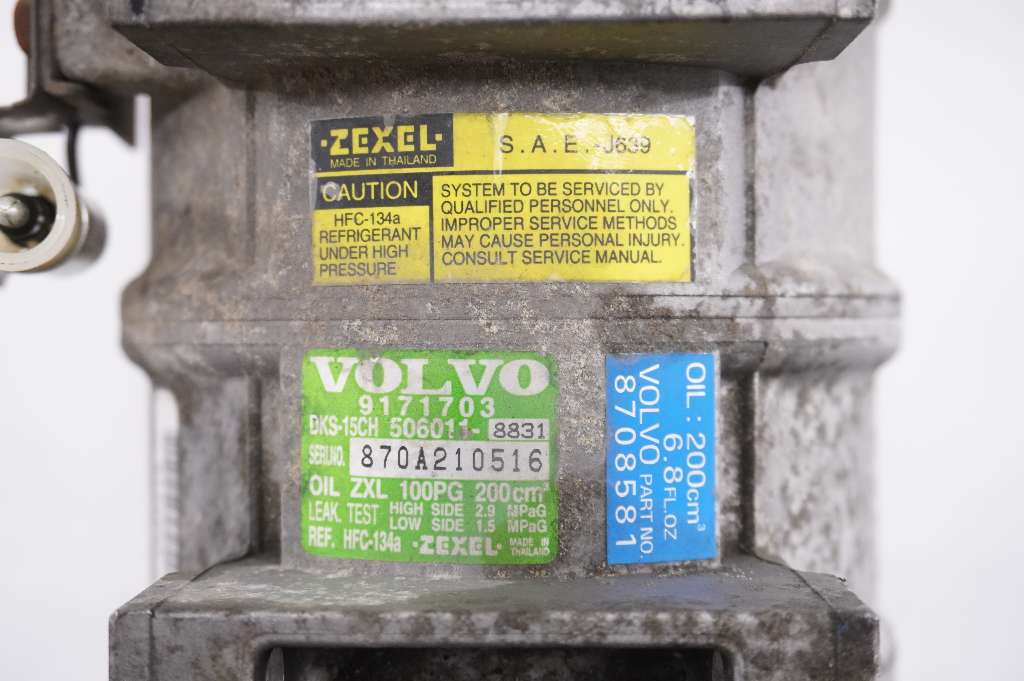 ·ZEXEL·
MADE IN THAILAND
S.A.E.-J639
CAUTION
HFC-134a
REFRIGERANT
UNDER HIGH
PRESSURE
SYSTEM TO BE SERVICED BY
QUALIFIED PERSONNEL ONLY.
IMPROPER SERVICE METHODS
MAY CAUSE PERSONAL INJURY.
CONSULT SERVICE MANUAL.
VOLVO
9171703
DKS-15CH 506011-8831
SERI.NO. 870A210516
OIL ZXL 100PG 200cm³
LEAK. TEST HIGH SIDE 2.9 MPaG
LOW SIDE 1.5 MPaG
REF. HFC-134a ·ZEXEL· MADE IN THAILAND
OIL: 200cm³
6.8 FL.OZ
VOLVO PART NO.
8708581